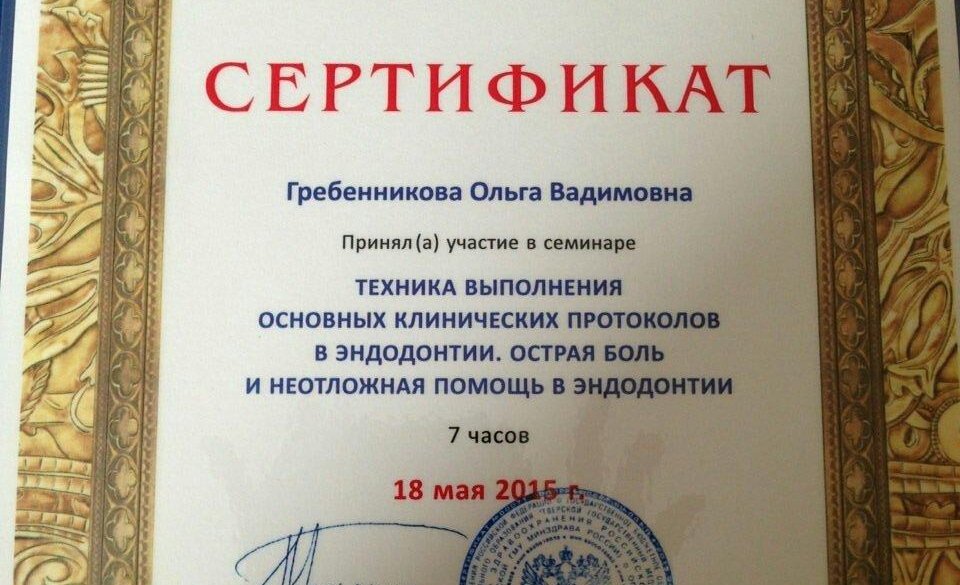 СЕРТИФИКАТ
Гребенникова Ольга Вадимовна
Принял(а) участие в семинаре
ТЕХНИКА ВЫПОЛНЕНИЯ
ОСНОВНЫХ КЛИНИЧЕСКИХ ПРОТОКОЛОВ
В ЭНДОДОНТИИ. ОСТРАЯ БОЛЬ
И НЕОТЛОЖНАЯ ПОМОЩЬ В ЭНДОДОНТИИ
7 часов
18 мая 2015 г.